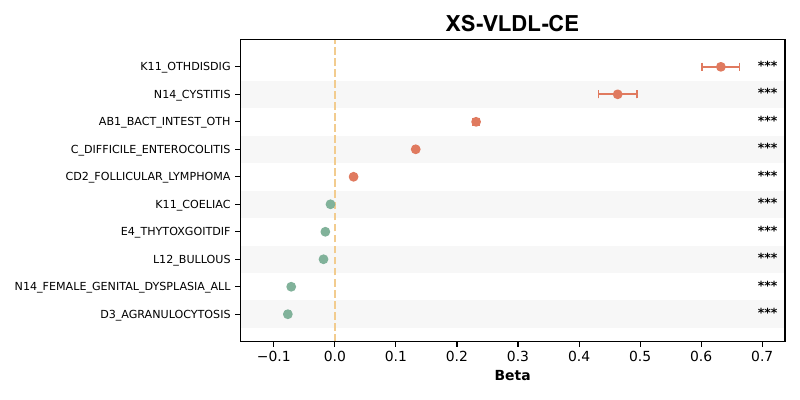 XS-VLDL-CE
K11_OTHDISDIG ***
N14_CYSTITIS ***
AB1_BACT_INTEST_OTH ***
C_DIFFICILE_ENTEROCOLITIS ***
CD2_FOLLICULAR_LYMPHOMA ***
K11_COELIAC ***
E4_THYTOXGOITDIF ***
L12_BULLOUS ***
N14_FEMALE_GENITAL_DYSPLASIA_ALL ***
D3_AGRANULOCYTOSIS ***
−0.1 0.0 0.1 0.2 0.3 0.4 0.5 0.6 0.7
Beta